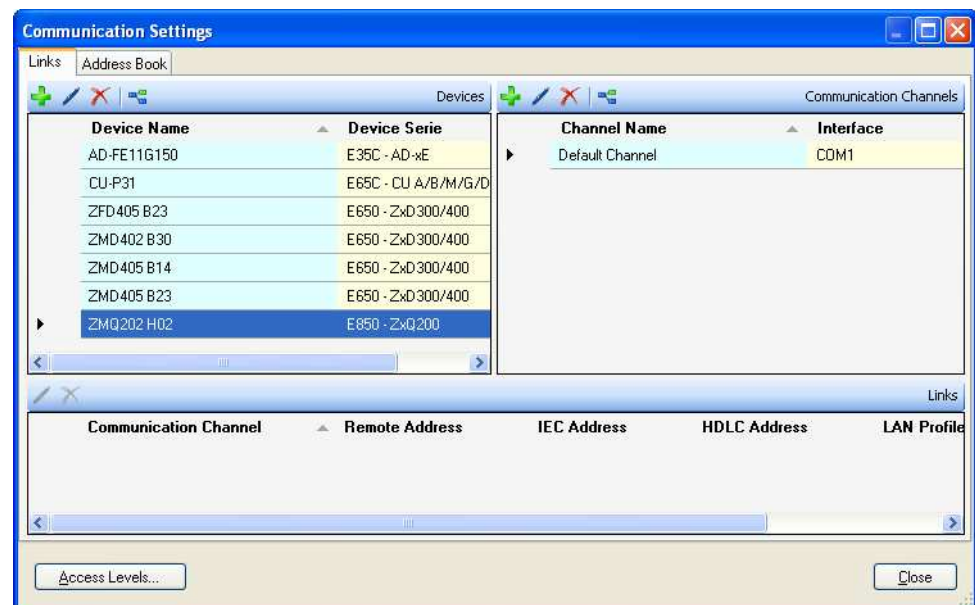 Communication Settings
Links Address Book
Devices
Device Name Device Serie
AD-FE11G150 E35C - AD-xE
CU-P31 E65C - CU A/B/M/G/D
ZFD405 B23 E650 - ZxD300/400
ZMD402 B30 E650 - ZxD300/400
ZMD405 B14 E650 - ZxD300/400
ZMD405 B23 E650 - ZxD300/400
ZMQ202 H02 E850 - ZxQ200
Communication Channels
Channel Name Interface
Default Channel COM1
Links
Communication Channel Remote Address IEC Address HDLC Address LAN Profile
Access Levels... Close